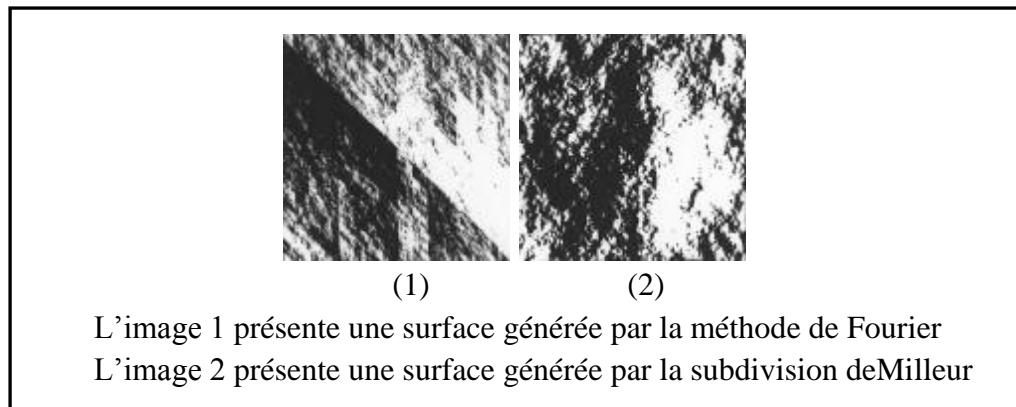 (1) (2)
L'image 1 présente une surface générée par la méthode de Fourier
L'image 2 présente une surface générée par la subdivision deMilleur